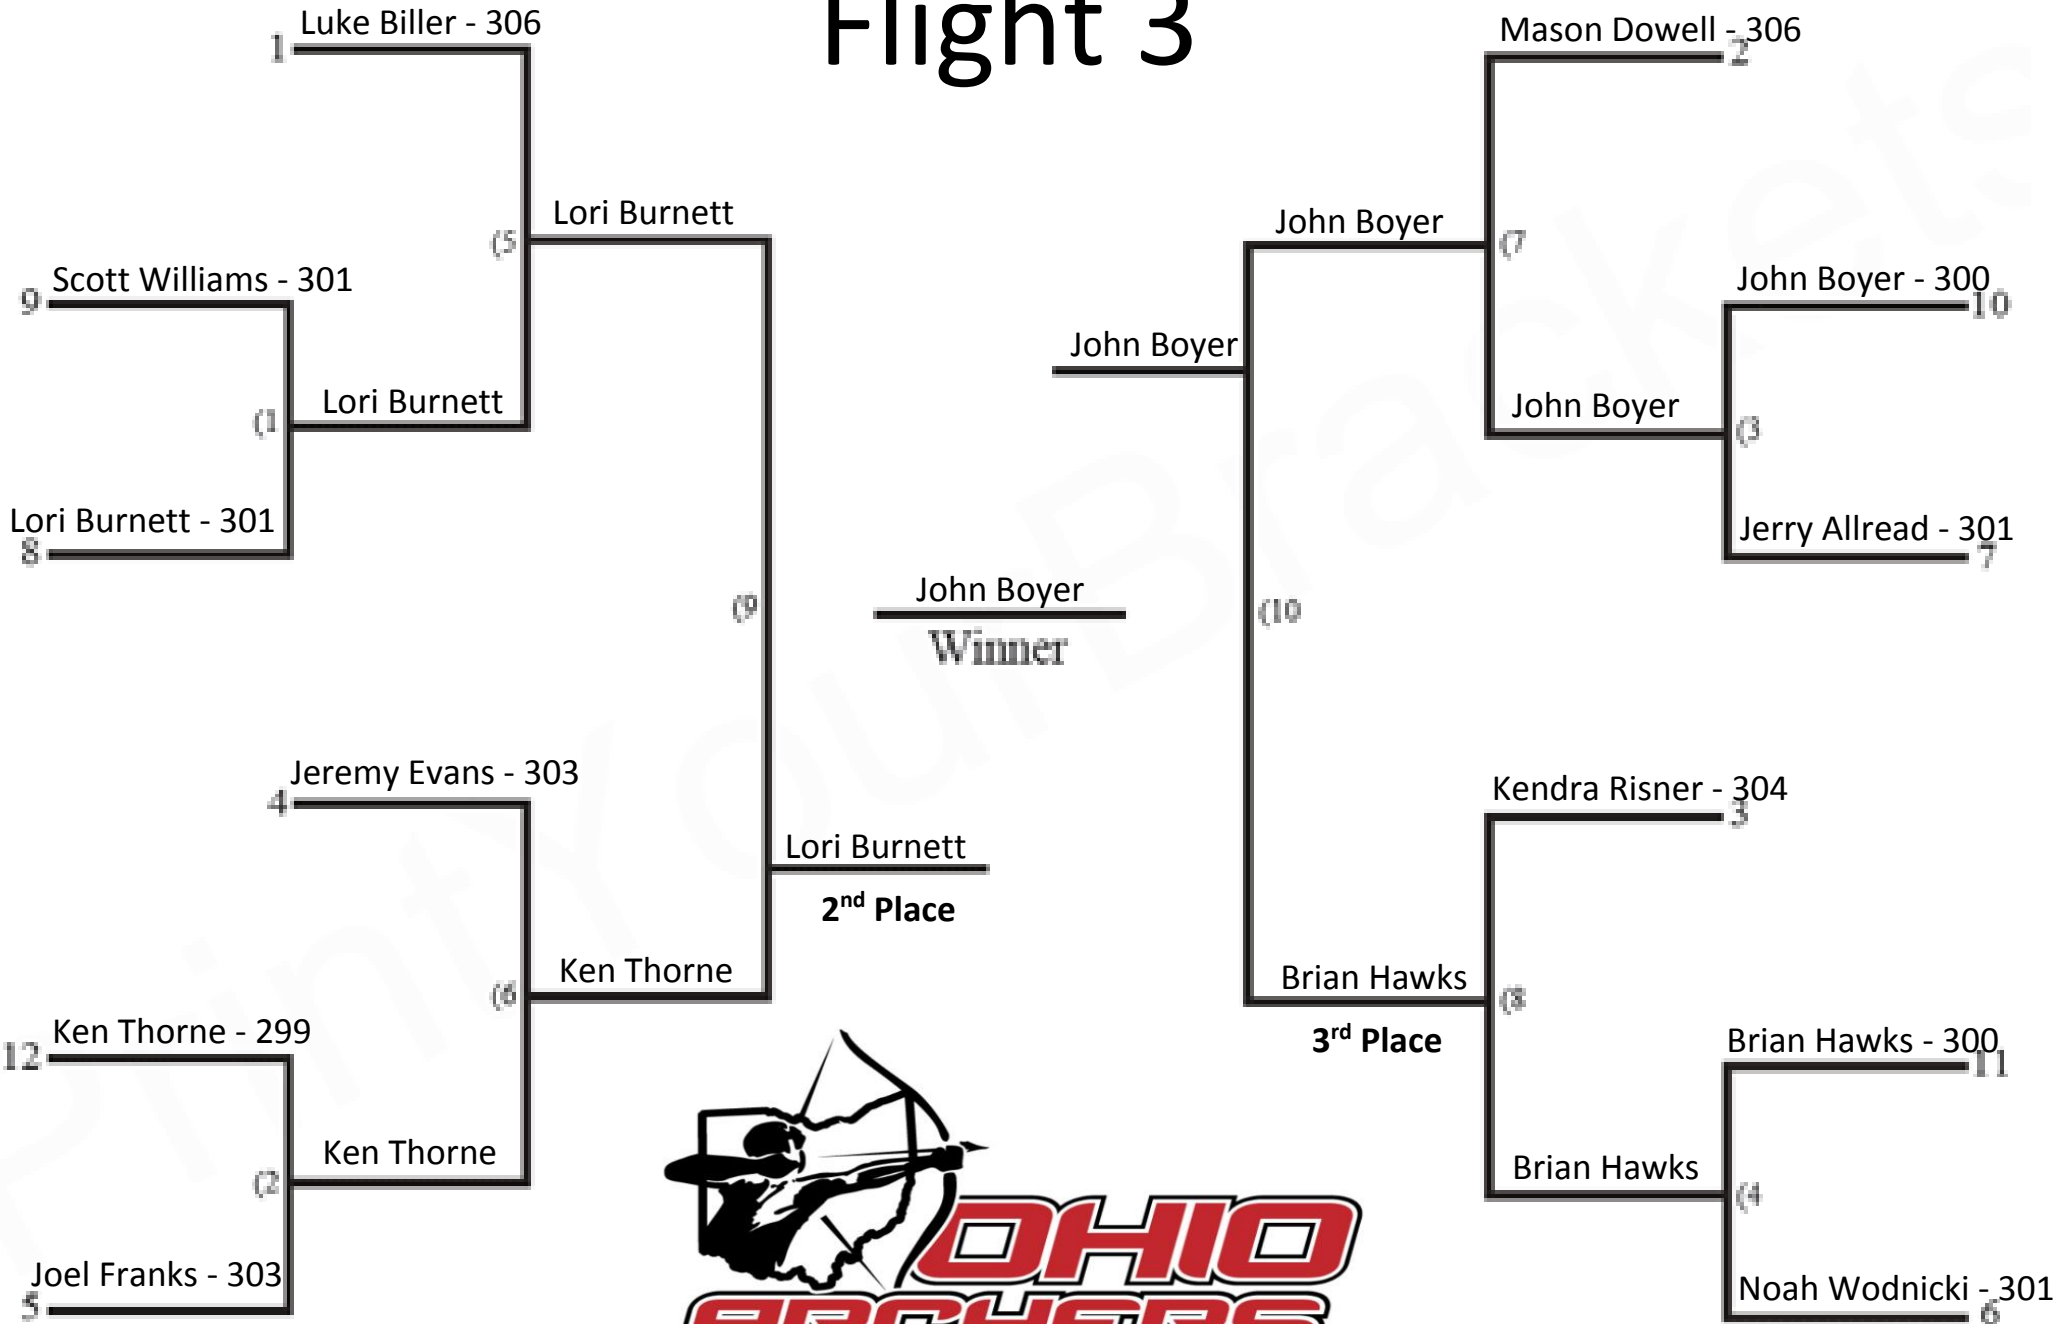 Flight 3
Luke Biller - 306
1
Scott Williams - 301
9
Lori Burnett - 301
8
(1
Lori Burnett
(5
Lori Burnett
Jeremy Evans - 303
4
Ken Thorne - 299
12
Joel Franks - 303
5
(2
Ken Thorne
(6
Ken Thorne
(9
Lori Burnett
2nd Place
John Boyer
Winner
John Boyer
Mason Dowell - 306
2
John Boyer
(7
John Boyer - 300
10
John Boyer
(3
Jerry Allread - 301
7
(10
Kendra Risner - 304
3
Brian Hawks
(8
3rd Place
Brian Hawks - 300
11
Brian Hawks
(4
Noah Wodnicki - 301
6
OHIO
ARCHERS
PrintYourBrackets